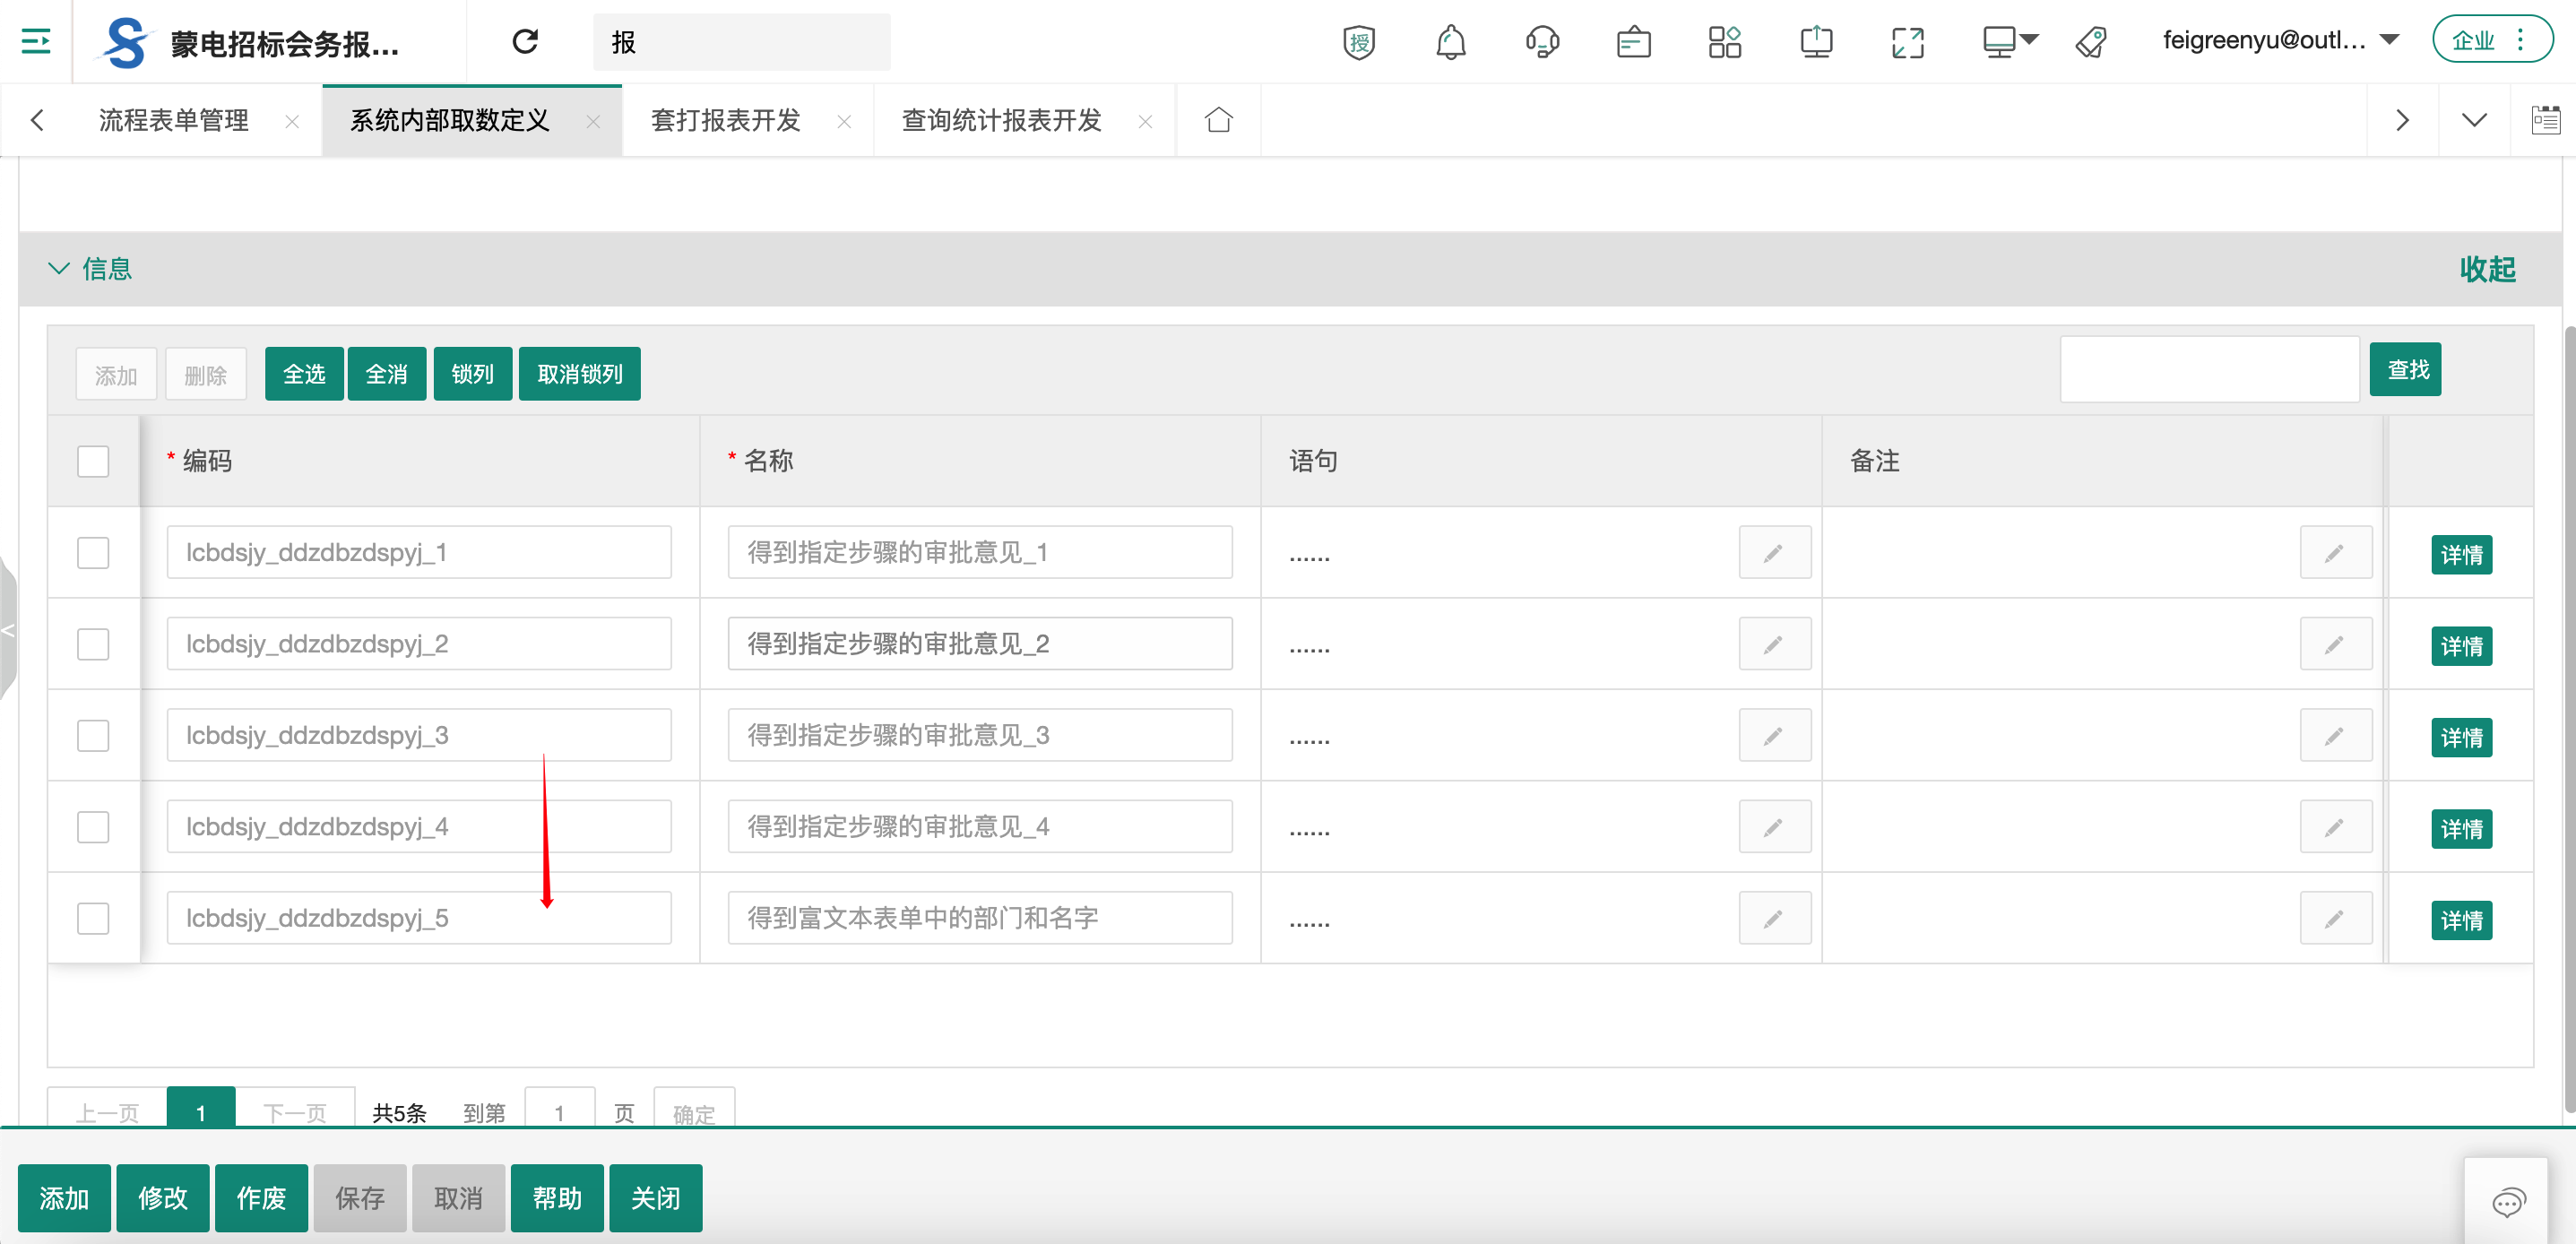 蒙电招标会务报...
报
授
feigreenyu@outl...
企业
流程表单管理
系统内部取数定义
套打报表开发
查询统计报表开发
信息
收起
添加 删除 全选 全消 锁列 取消锁列 查找
* 编码 * 名称 语句 备注
lcbdsjy_ddzdbzdspyj_1 得到指定步骤的审批意见_1 ...... 详情
lcbdsjy_ddzdbzdspyj_2 得到指定步骤的审批意见_2 ...... 详情
lcbdsjy_ddzdbzdspyj_3 得到指定步骤的审批意见_3 ...... 详情
lcbdsjy_ddzdbzdspyj_4 得到指定步骤的审批意见_4 ...... 详情
lcbdsjy_ddzdbzdspyj_5 得到富文本表单中的部门和名字 ...... 详情
上一页 1 下一页 共5条 到第 1 页 确定
添加 修改 作废 保存 取消 帮助 关闭